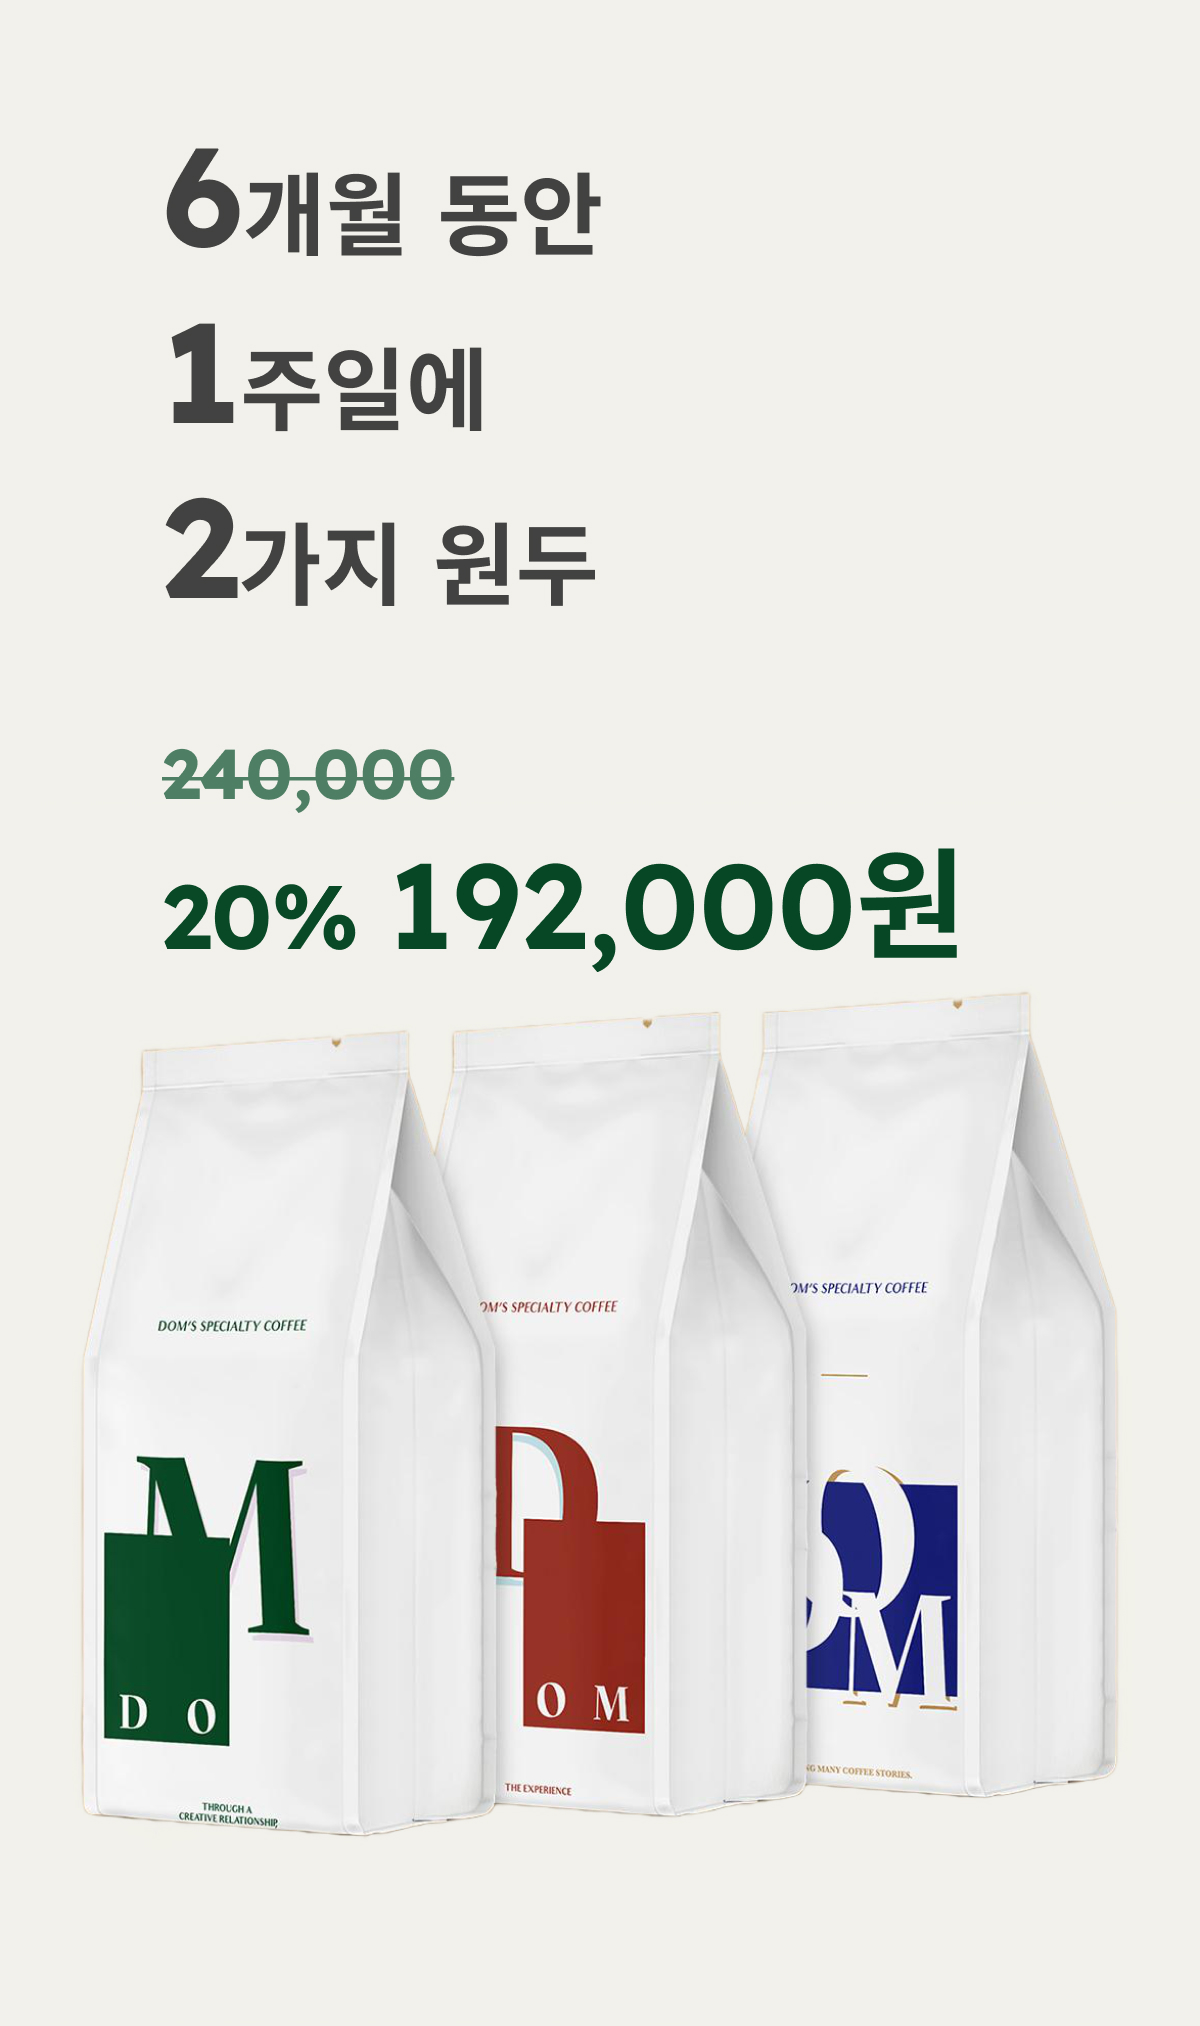 6개월 동안
1주일에
2가지 원두
240,000
20% 192,000원
DOM'S SPECIALTY COFFEE
M
D O
THROUGH A
CREATIVE RELATIONSHIP,
OM'S SPECIALTY COFFEE
D
O M
THE EXPERIENCE
OM'S SPECIALTY COFFEE
O
M
MANY COFFEE STORIES.